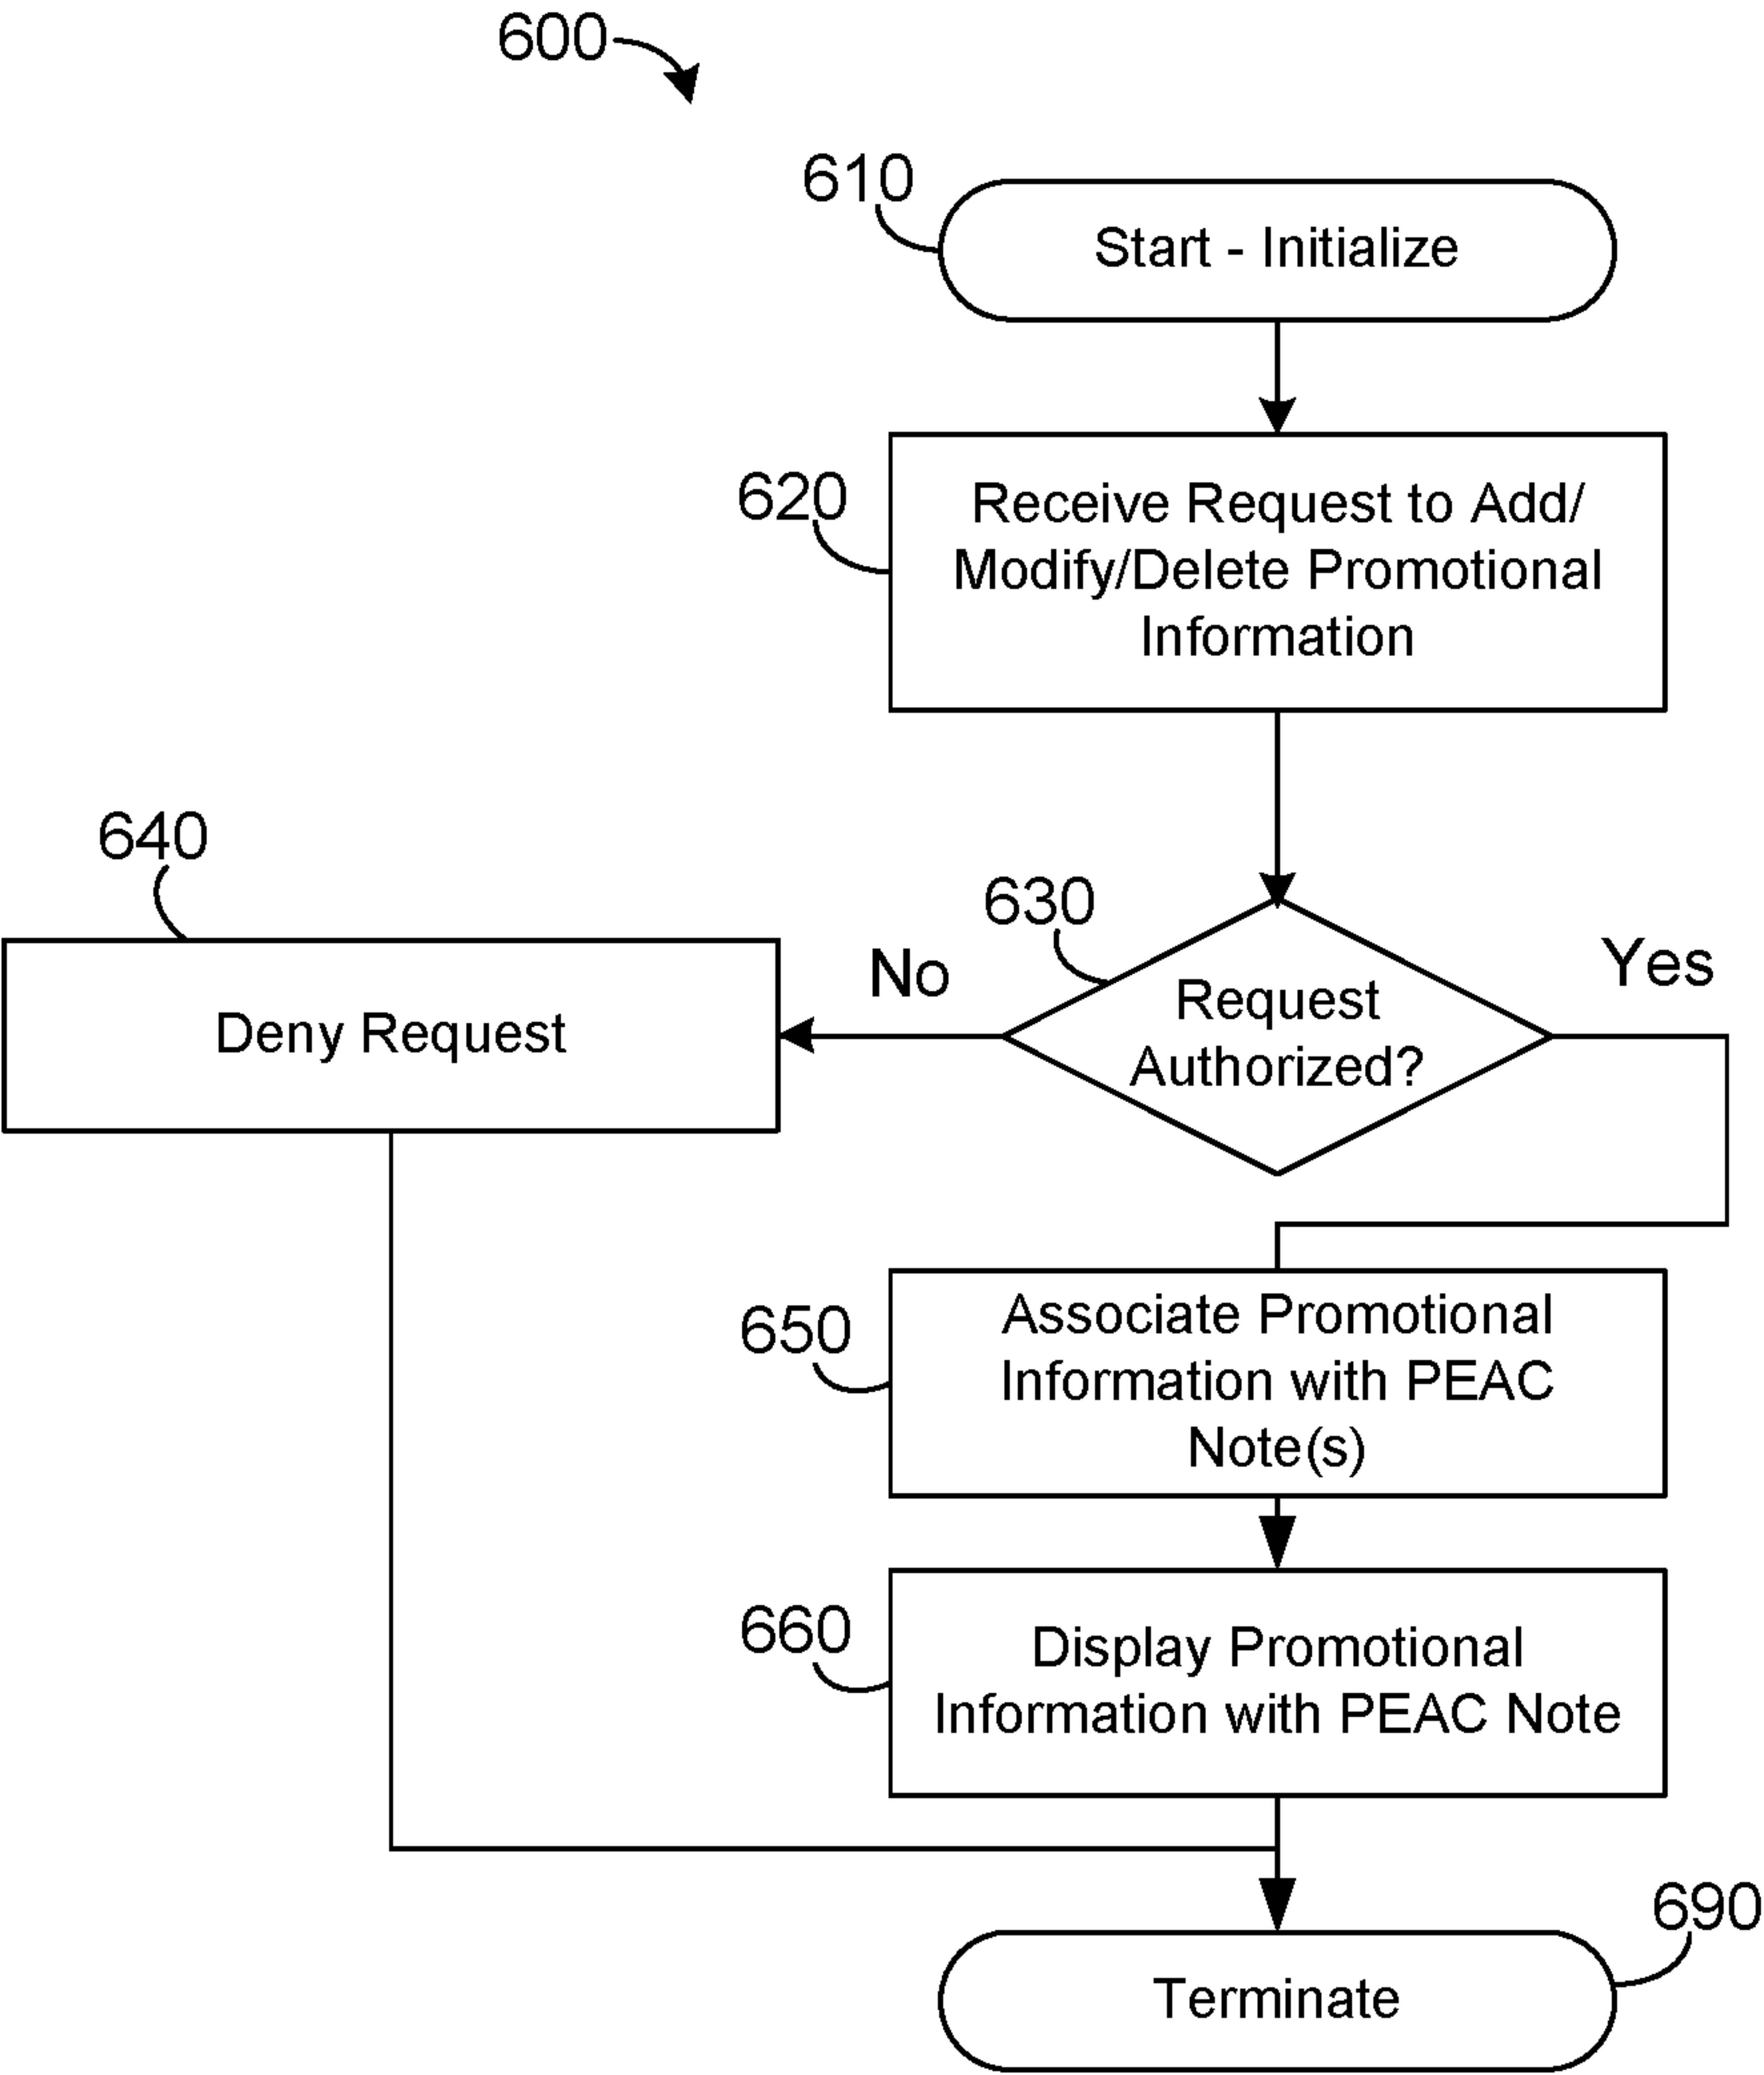 600
610
Start - Initialize
620
Receive Request to Add/
Modify/Delete Promotional
Information
640
630
No
Yes
Deny Request
Request
Authorized?
650
Associate Promotional
Information with PEAC
Note(s)
660
Display Promotional
Information with PEAC Note
690
Terminate